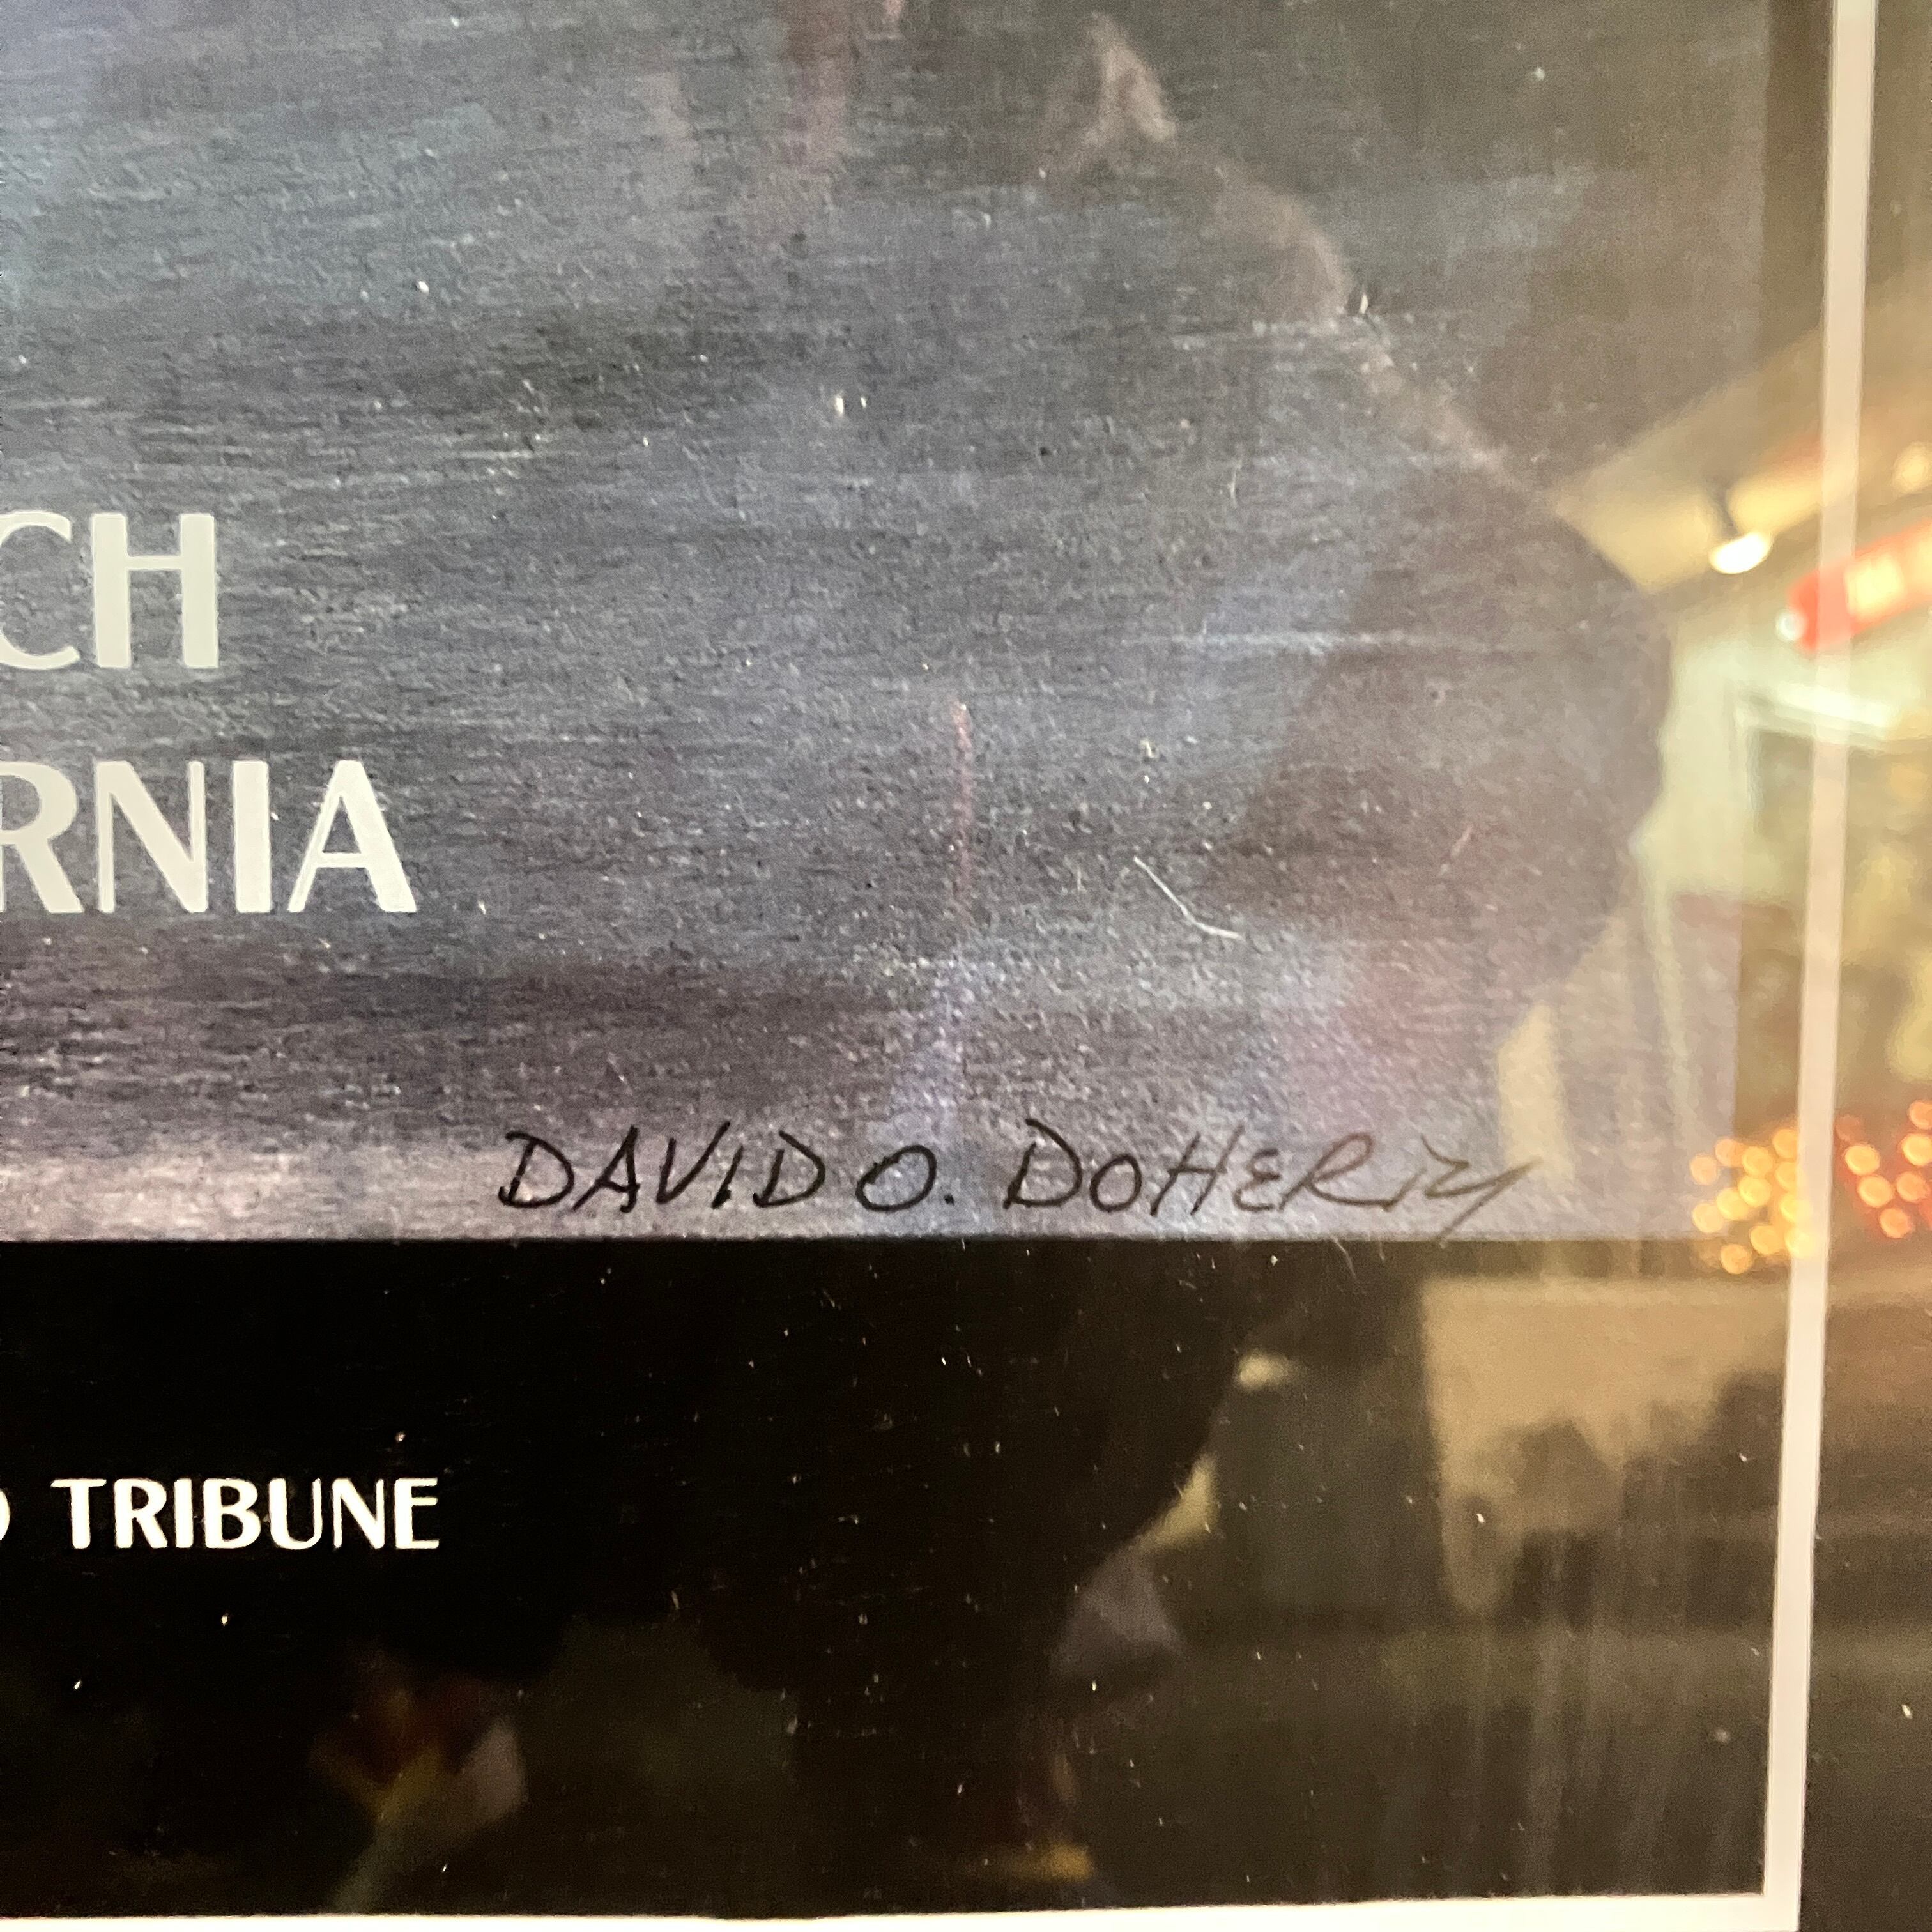 CH
RNIA
DAVID O. DOHERTY
TRIBUNE